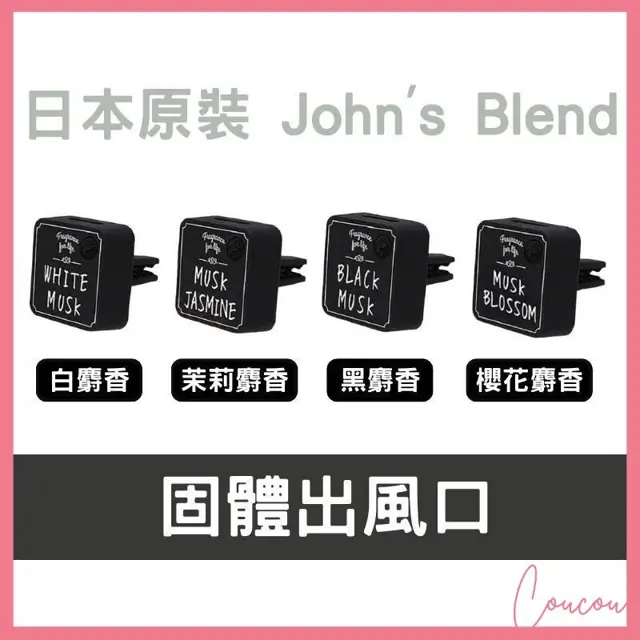 日本原裝 John's Blend
Fragrance
for life
WHITE
MUSK
Fragrance
for life
MUSK
JASMINE
Fragrance
for life
BLACK
MUSK
Fragrance
for life
MUSK
BLOSSOM
白麝香
茉莉麝香
黑麝香
櫻花麝香
固體出風口
Coucou